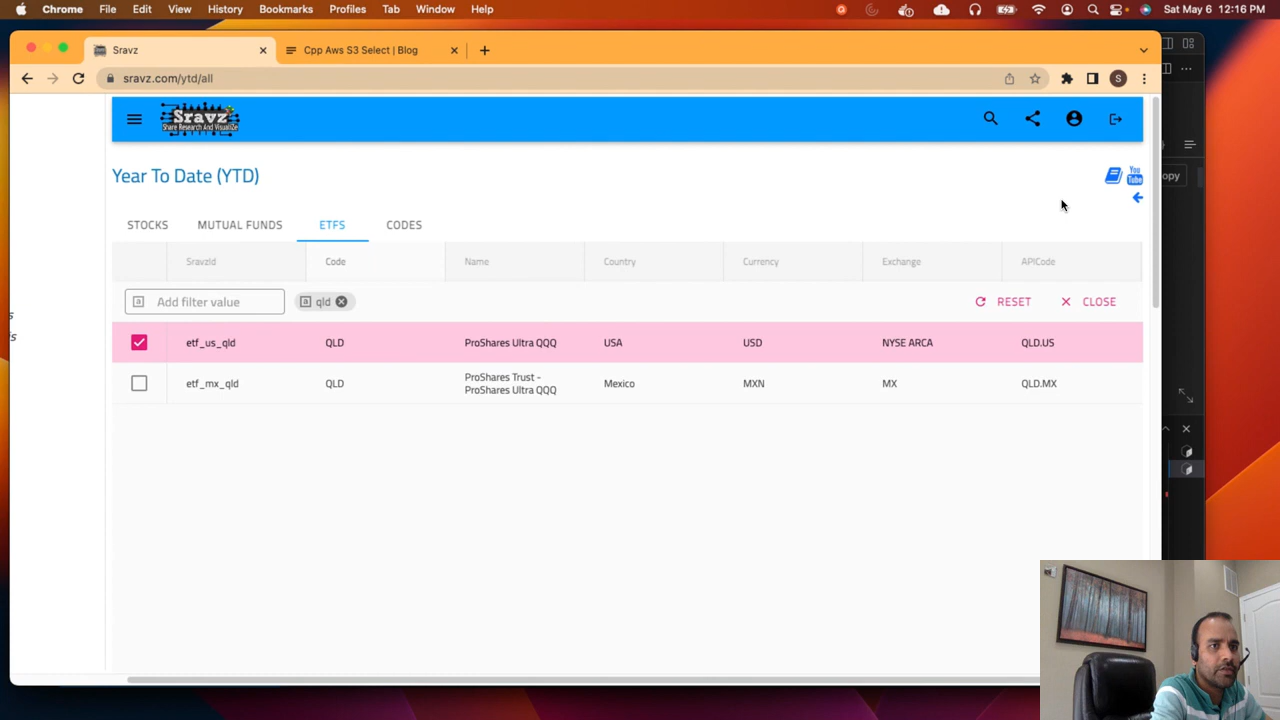 Chrome File Edit View History Bookmarks Profiles Tab Window Help Sat May 6 12:16 PM
Sravz Cpp Aws S3 Select | Blog
sravz.com/ytd/all S
Sravz
Share Research And Visualize
Year To Date (YTD) You Tube
opy
STOCKS MUTUAL FUNDS ETFS CODES
SravzId Code Name Country Currency Exchange APICode
a Add filter value a qld RESET CLOSE
s
is
etf_us_qld QLD ProShares Ultra QQQ USA USD NYSE ARCA QLD.US
etf_mx_qld QLD ProShares Trust - ProShares Ultra QQQ Mexico MXN MX QLD.MX